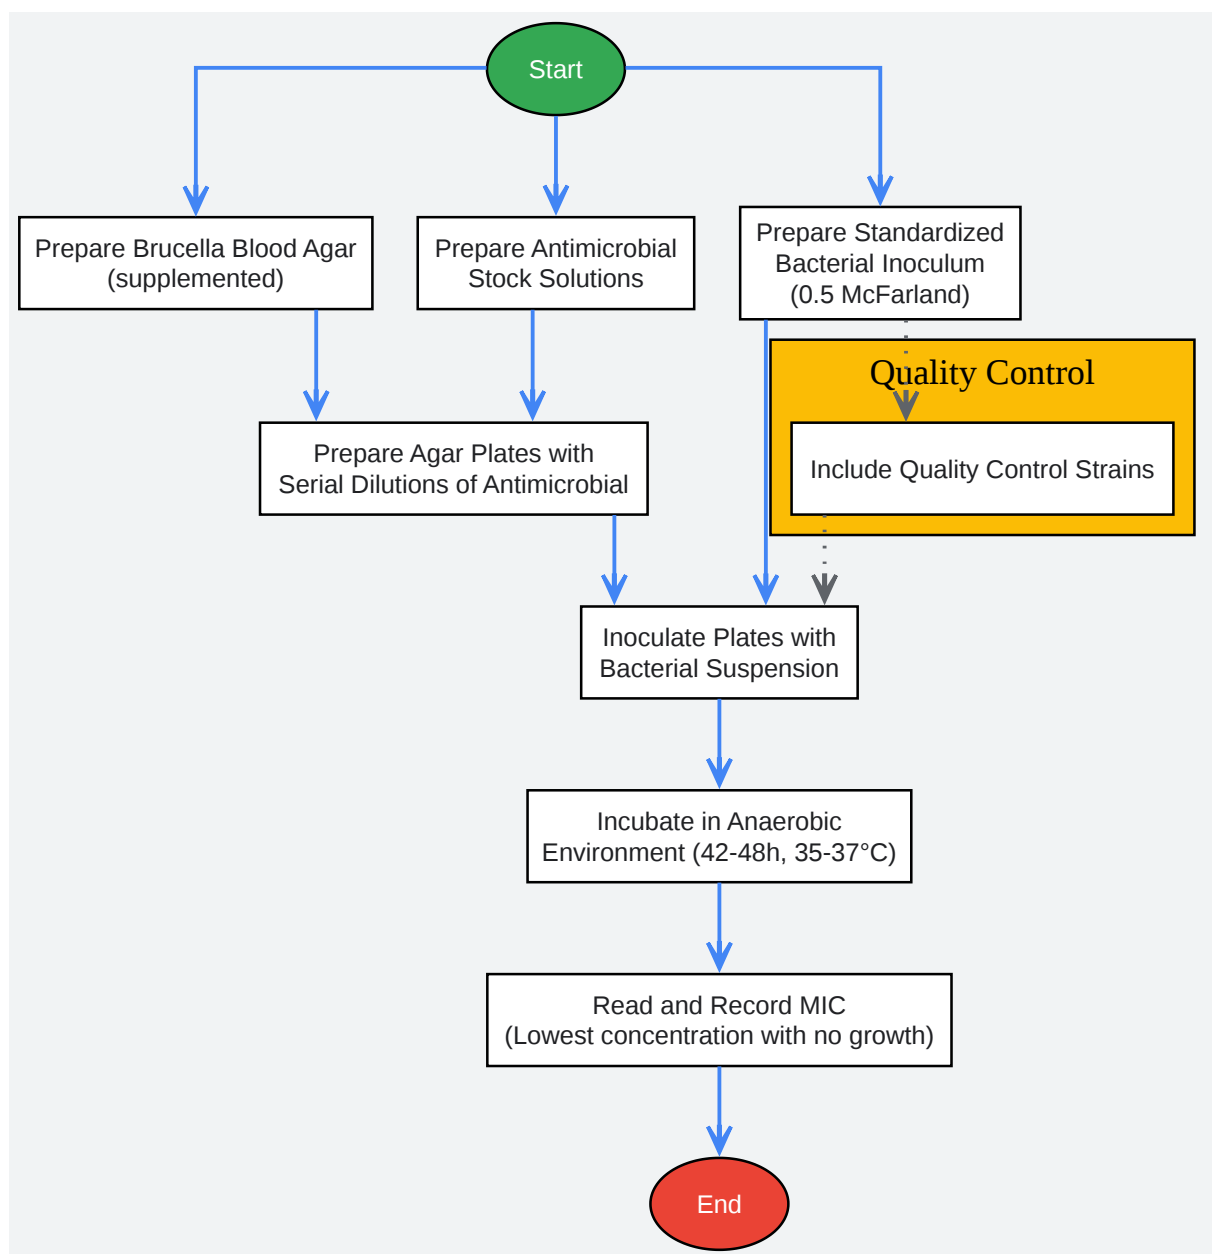 Start
Prepare Brucella Blood Agar
(supplemented)
Prepare Antimicrobial
Stock Solutions
Prepare Standardized
Bacterial Inoculum
(0.5 McFarland)
Quality Control
Prepare Agar Plates with
Serial Dilutions of Antimicrobial
Include Quality Control Strains
Inoculate Plates with
Bacterial Suspension
Incubate in Anaerobic
Environment (42-48h, 35-37°C)
Read and Record MIC
(Lowest concentration with no growth)
End